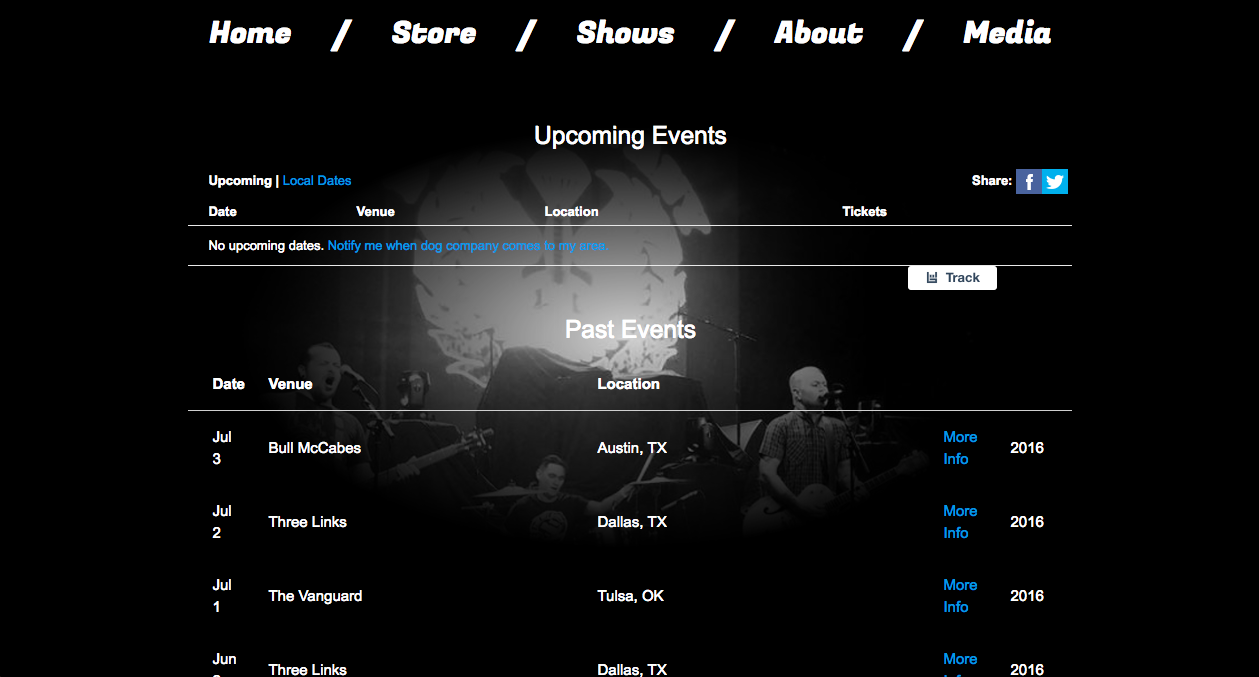 Home / Store / Shows / About / Media
Upcoming Events
Upcoming | Local Dates Share:
Date Venue Location Tickets
No upcoming dates. Notify me when dog company comes to my area.
Track
Past Events
Date Venue Location
Jul 3 Bull McCabes Austin, TX More Info 2016
Jul 2 Three Links Dallas, TX More Info 2016
Jul 1 The Vanguard Tulsa, OK More Info 2016
Jun Three Links Dallas, TX More 2016